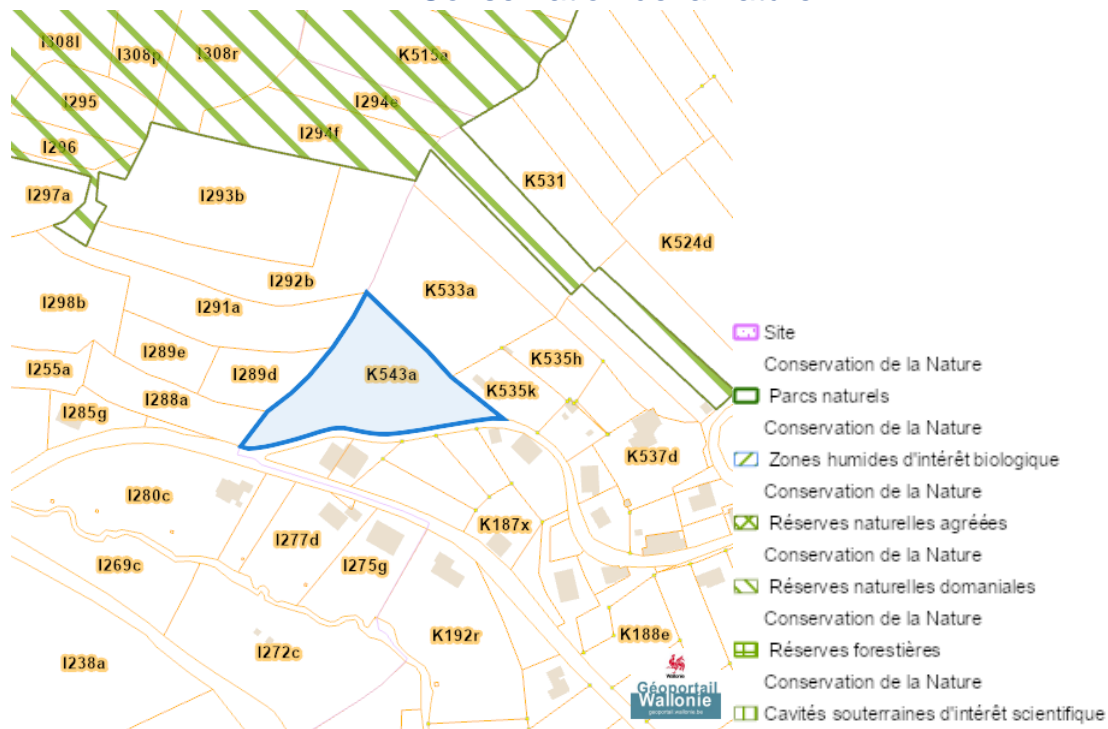 I308l
I308p
I308r
K515a
I295
I294e
I296
I294f
I297a
I293b
K531
K524d
I292b
K533a
I298b
I291a
I289e
K535h
I255a
I289d
K543a
K535k
I288a
I285g
K537d
I280c
K187x
I277d
I269c
I275g
K192r
K188e
I238a
I272c
Wallonie
Géoportail
Wallonie
geoportail.wallonie.be
Site
Conservation de la Nature
Parcs naturels
Conservation de la Nature
Zones humides d'intérêt biologique
Conservation de la Nature
Réserves naturelles agréées
Conservation de la Nature
Réserves naturelles domaniales
Conservation de la Nature
Réserves forestières
Conservation de la Nature
Cavités souterraines d'intérêt scientifique